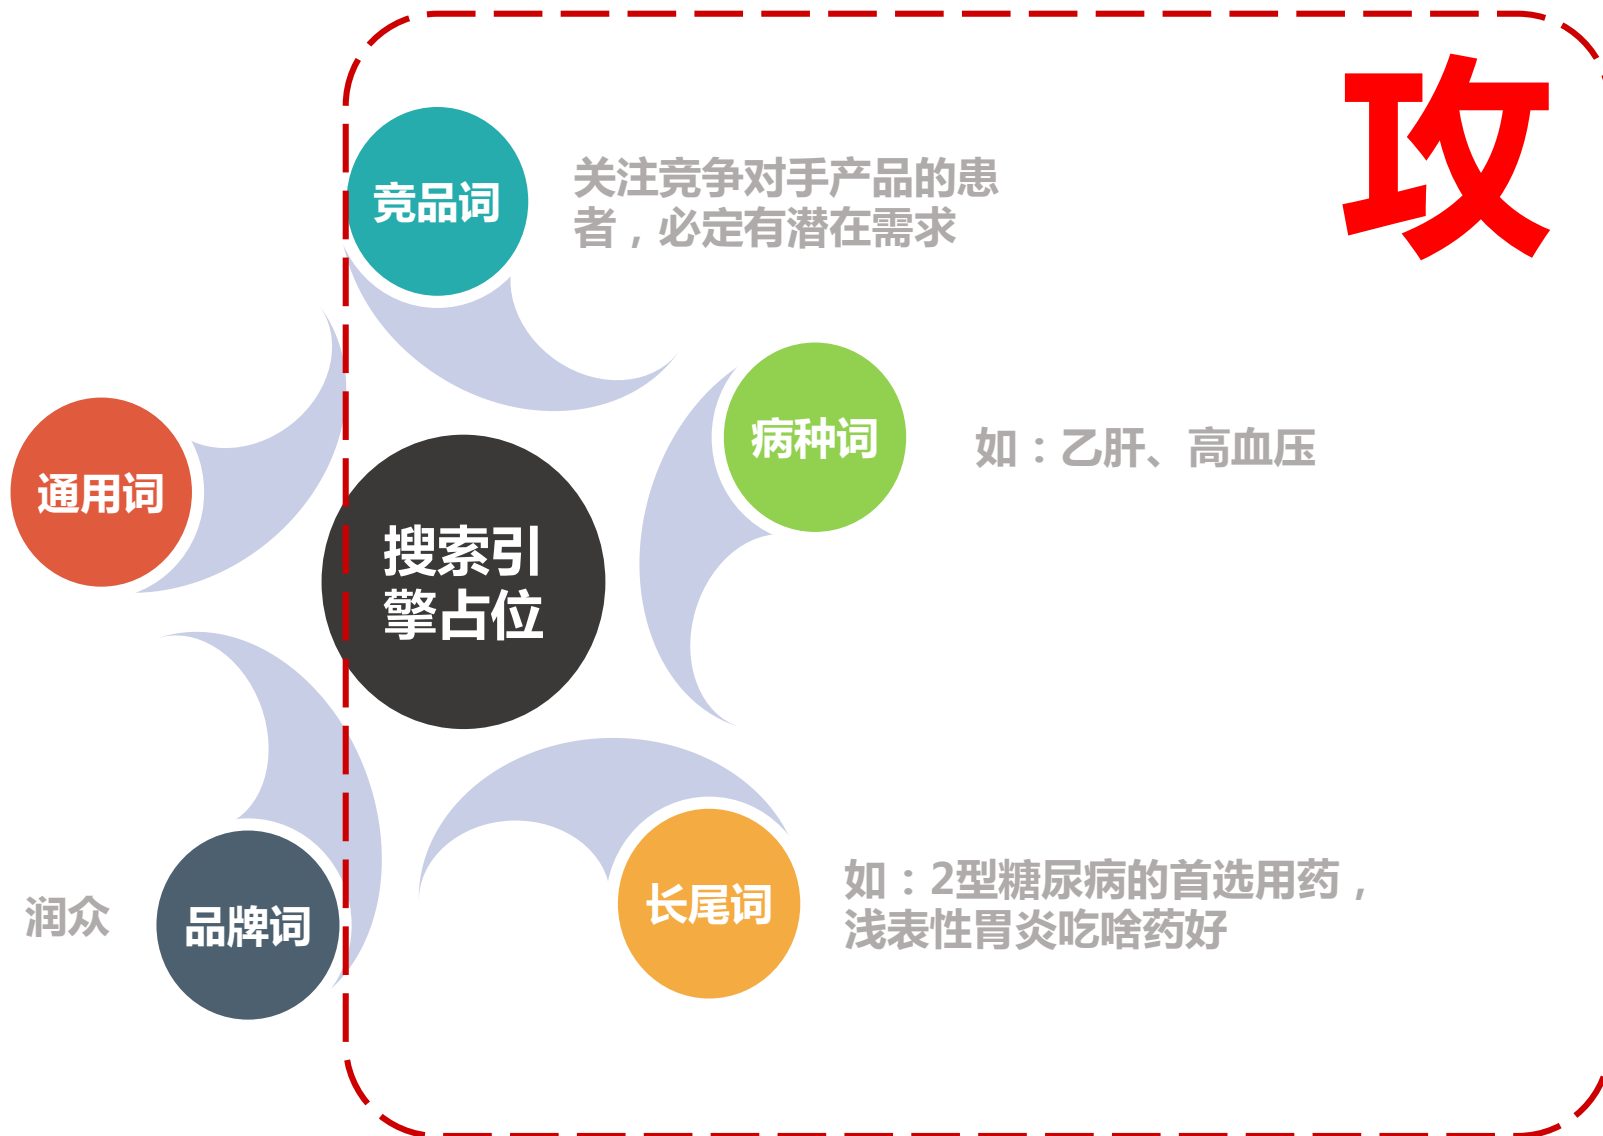 攻
竞品词
关注竞争对手产品的患
者，必定有潜在需求
病种词
如：乙肝、高血压
通用词
搜索引
擎占位
长尾词
如：2型糖尿病的首选用药，
浅表性胃炎吃啥药好
润众
品牌词